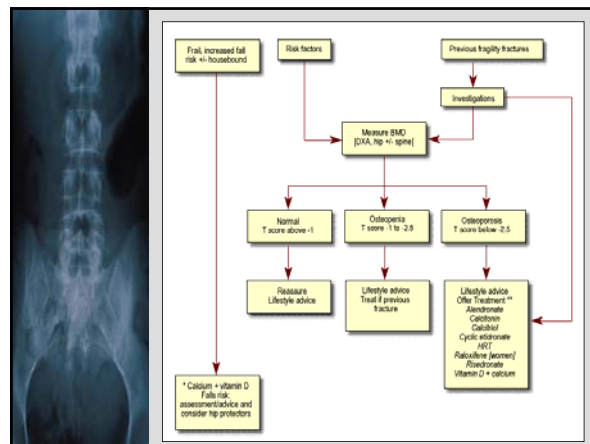 Frail, increased fall
risk +/- housebound
Risk factors
Previous fragility fractures
Investigations
Measure BMD
[DXA, hip +/- spine]
Normal
T score above -1
Osteopenia
T score -1 to -2.5
Osteoporosis
T score below -2.5
Reassure
Lifestyle advice
Lifestyle advice
Treat if previous
fracture
Lifestyle advice
Offer Treatment **
Alendronate
Calcitonin
Calcitriol
Cyclic etidronate
HRT
Raloxifene [women]
Risedronate
Vitamin D + calcium
* Calcium + vitamin D
Falls risk:
assessment/advice and
consider hip protectors